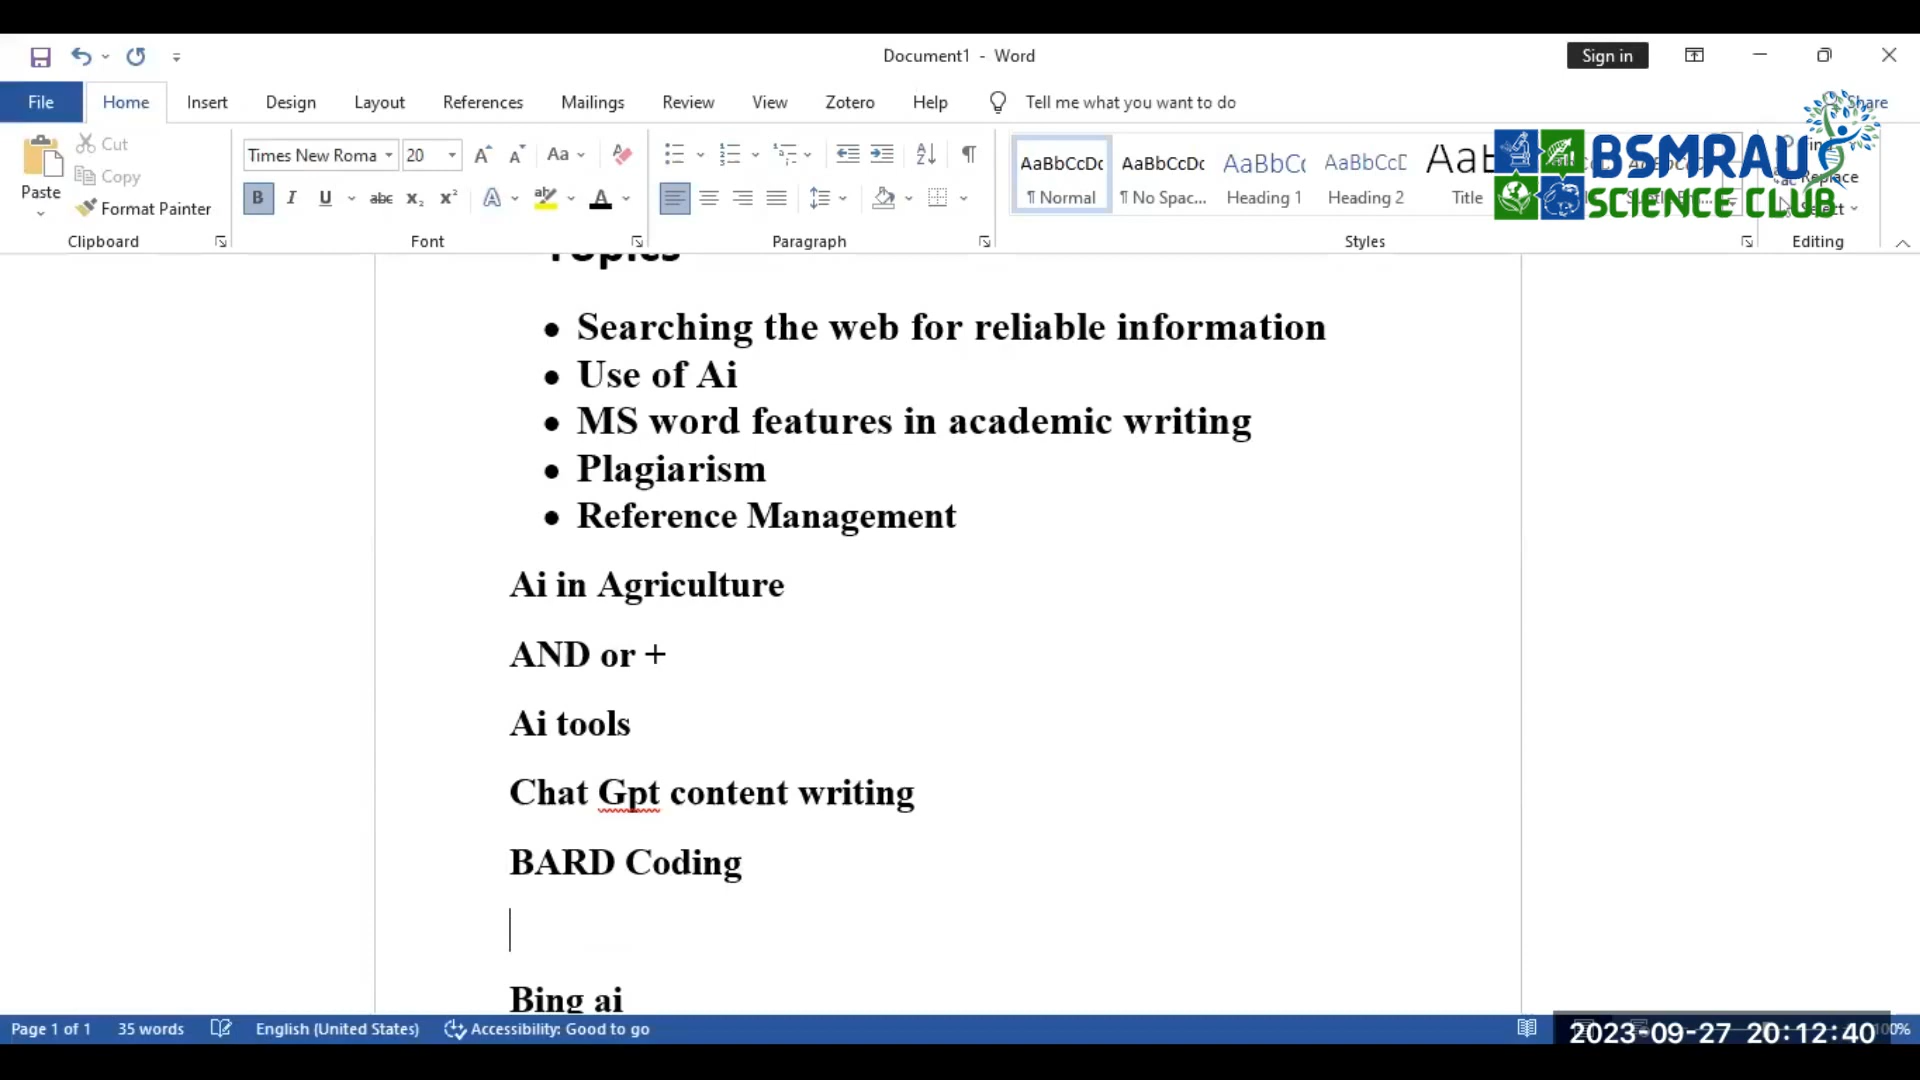 Document1 - Word
Sign in
File Home Insert Design Layout References Mailings Review View Zotero Help Tell me what you want to do Share
Paste
Cut
Copy
Format Painter
Clipboard
Times New Roma 20
Font
Paragraph
AaBbCcDc AaBbCcDc AaBbCc AaBbCcC AaB
¶ Normal ¶ No Spac... Heading 1 Heading 2 Title
Styles
Replace
Editing
BSMRAU
SCIENCE CLUB
Topics
• Searching the web for reliable information
• Use of Ai
• MS word features in academic writing
• Plagiarism
• Reference Management
Ai in Agriculture
AND or +
Ai tools
Chat Gpt content writing
BARD Coding
Bing ai
Page 1 of 1 35 words English (United States) Accessibility: Good to go 100%
2023-09-27 20:12:40